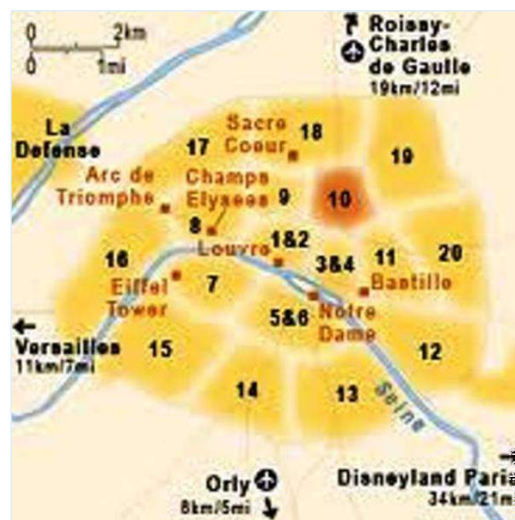 0 2km
0 1mi
Roissy-
Charles
de Gaulle
19km/12mi
La
Defense
Sacre
Coeur
18
17
19
Arc de
Triomphe
Champs
Elysees
9
10
8
1&2
Louvre
3&4
11
20
16
Eiffel
Tower
7
Bastille
5&6
Notre
Dame
Versailles
11km/7mi
15
12
14
13
Seine
Orly
8km/5mi
Disneyland Paris
34km/21m